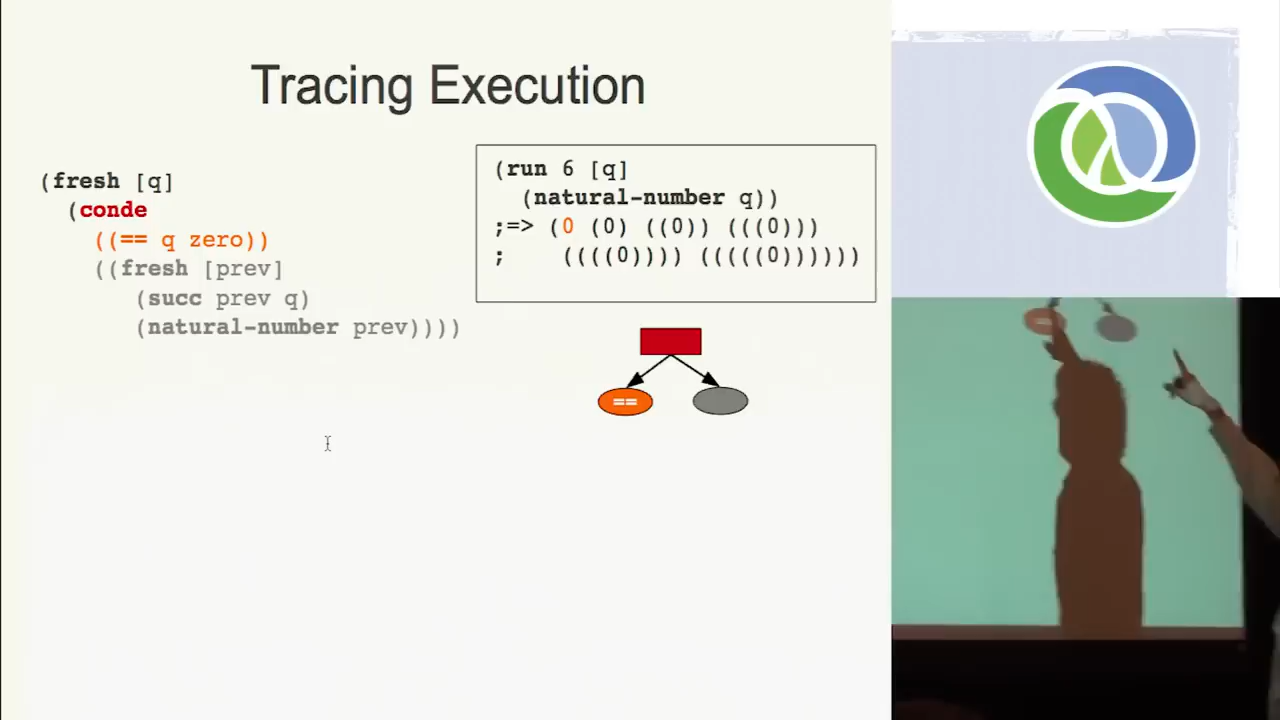 Tracing Execution
(fresh [q]
(conde
((== q zero))
((fresh [prev]
(succ prev q)
(natural-number prev))))
(run 6 [q]
(natural-number q))
;=> (0 (0) ((0)) (((0)))
; ((((0)))) (((((0))))))
==